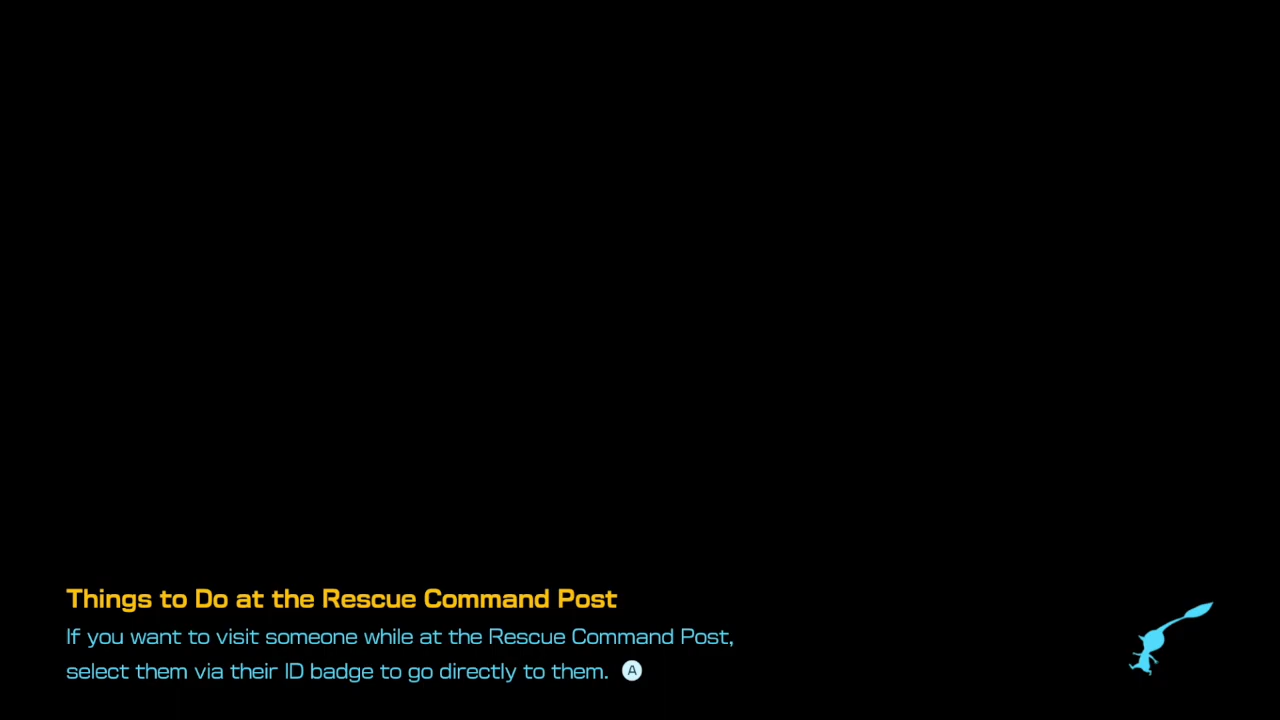 Things to Do at the Rescue Command Post
If you want to visit someone while at the Rescue Command Post,
select them via their ID badge to go directly to them. A